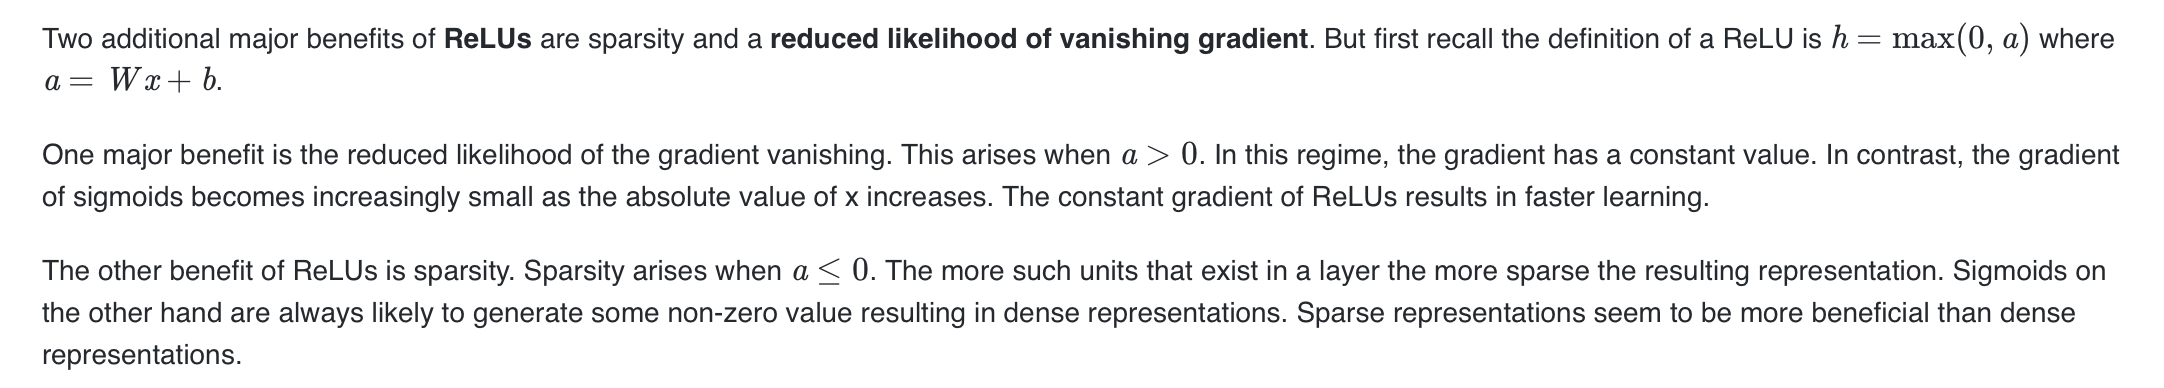 Two additional major benefits of ReLUs are sparsity and a reduced likelihood of vanishing gradient. But first recall the definition of a ReLU is h = max(0, a) where
a = Wx + b.
One major benefit is the reduced likelihood of the gradient vanishing. This arises when a > 0. In this regime, the gradient has a constant value. In contrast, the gradient
of sigmoids becomes increasingly small as the absolute value of x increases. The constant gradient of ReLUs results in faster learning.
The other benefit of ReLUs is sparsity. Sparsity arises when a ≤ 0. The more such units that exist in a layer the more sparse the resulting representation. Sigmoids on
the other hand are always likely to generate some non-zero value resulting in dense representations. Sparse representations seem to be more beneficial than dense
representations.